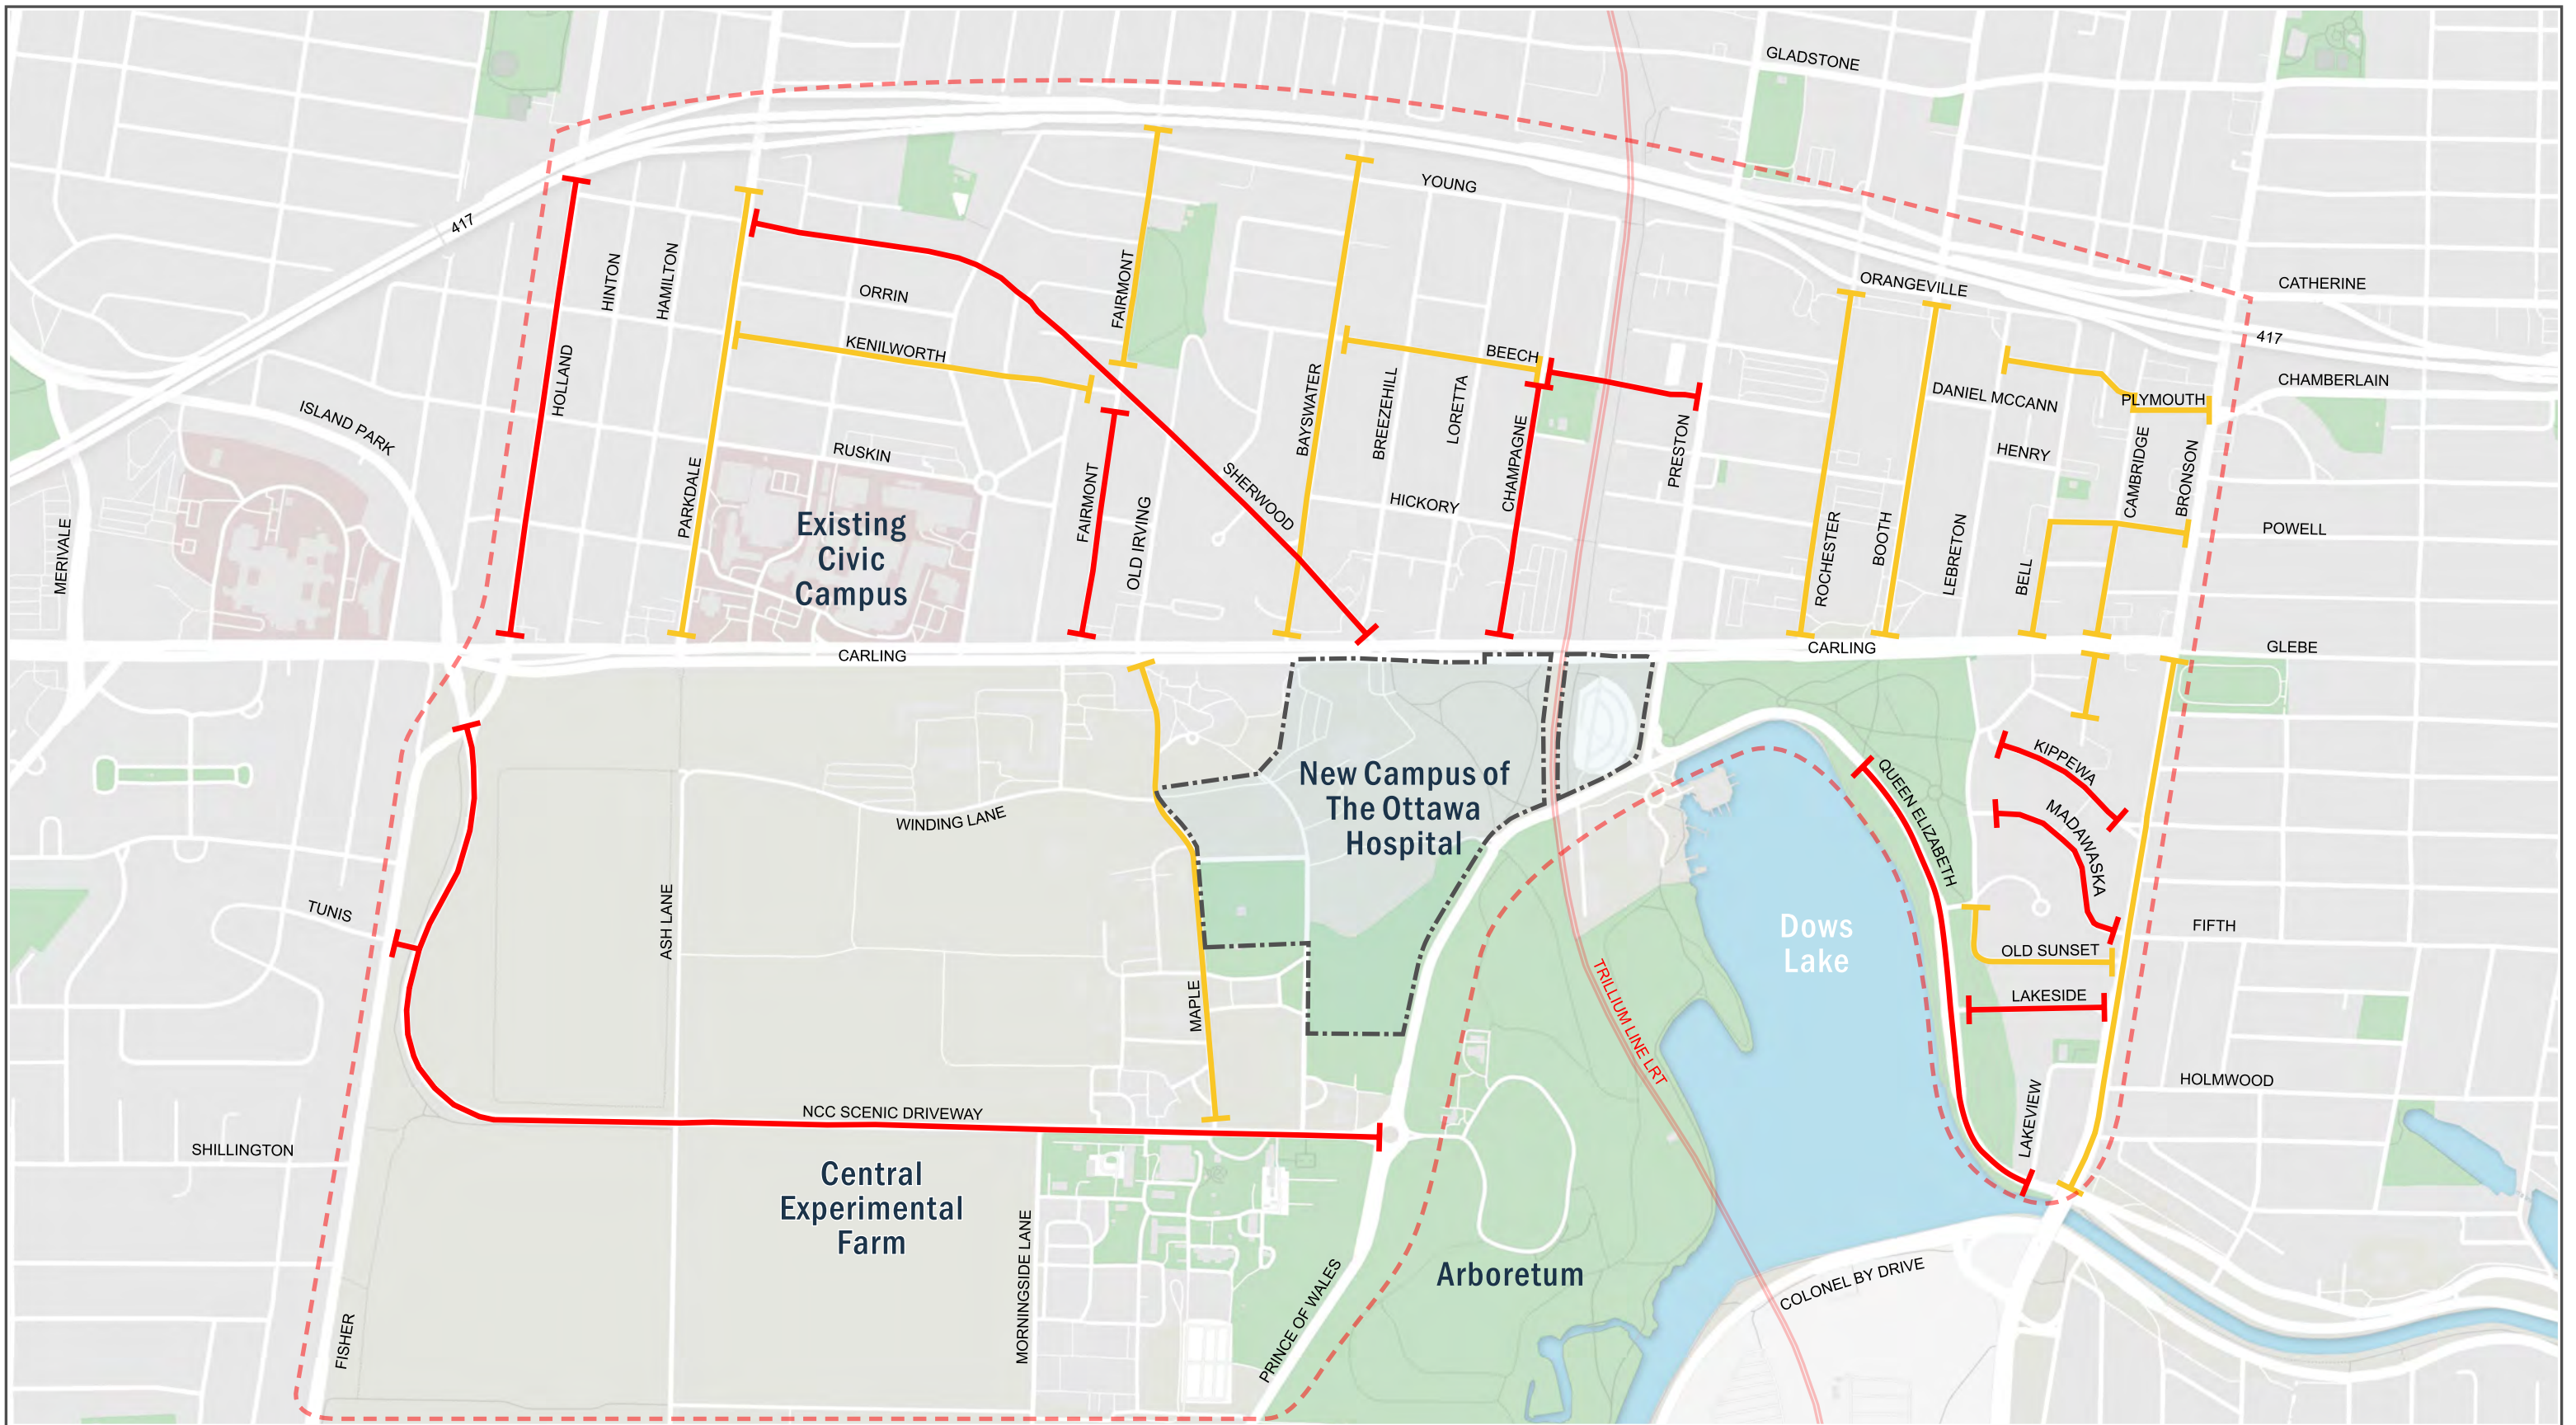 GLADSTONE
YOUNG
417
HINTON
HAMILTON
ORRIN
FAIRMONT
ORANGEVILLE
CATHERINE
417
KENILWORTH
BEECH
HOLLAND
ISLAND PARK
BAYSWATER
BREEZEHILL
LORETTA
DANIEL MCCANN
PLYMOUTH
CHAMBERLAIN
RUSKIN
PARKDALE
FAIRMONT
OLD IRVING
SHERWOOD
HICKORY
CHAMPAGNE
PRESTON
HENRY
CAMBRIDGE
BRONSON
MERIVALE
Existing
Civic
Campus
ROCHESTER
BOOTH
LEBRETON
BELL
POWELL
CARLING
CARLING
GLEBE
New Campus of
The Ottawa
Hospital
KIPPEWA
QUEEN ELIZABETH
MADAWASKA
WINDING LANE
TUNIS
ASH LANE
Dows
Lake
FIFTH
OLD SUNSET
MAPLE
TRILLIUM LINE LRT
LAKESIDE
LAKEVIEW
HOLMWOOD
NCC SCENIC DRIVEWAY
SHILLINGTON
Central
Experimental
Farm
MORNINGSIDE LANE
Arboretum
COLONEL BY DRIVE
PRINCE OF WALES
FISHER